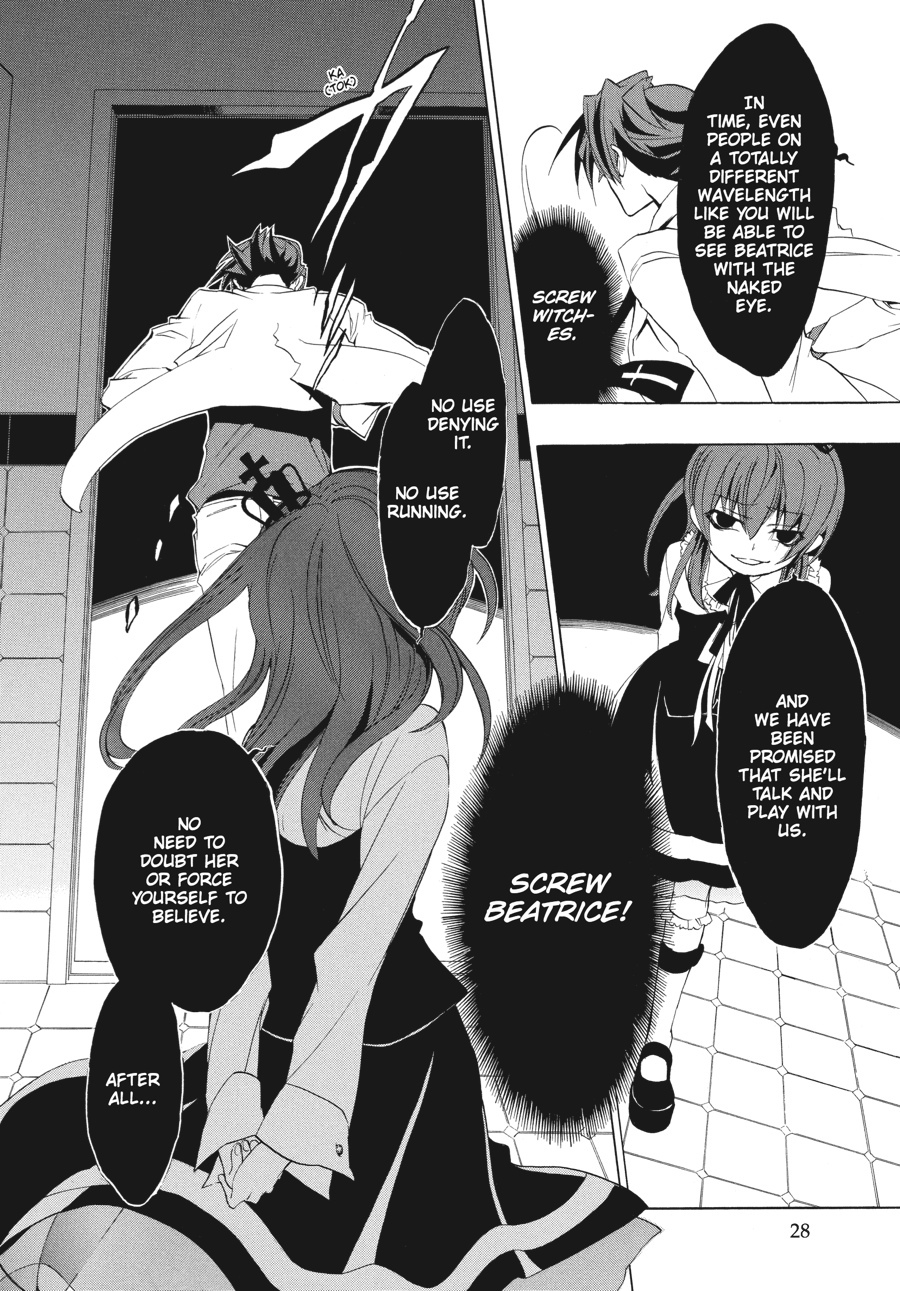 IN
TIME, EVEN
PEOPLE ON
A TOTALLY
DIFFERENT
WAVELENGTH
LIKE YOU WILL
BE ABLE TO
SEE BEATRICE
WITH THE
NAKED
EYE.
SCREW
WITCH-
ES.
AND
WE HAVE
BEEN
PROMISED
THAT SHE'LL
TALK AND
PLAY WITH
US.
SCREW
BEATRICE!
KA
(TOK)
NO USE
DENYING
IT.
NO USE
RUNNING.
NO
NEED TO
DOUBT HER
OR FORCE
YOURSELF TO
BELIEVE.
AFTER
ALL...
28